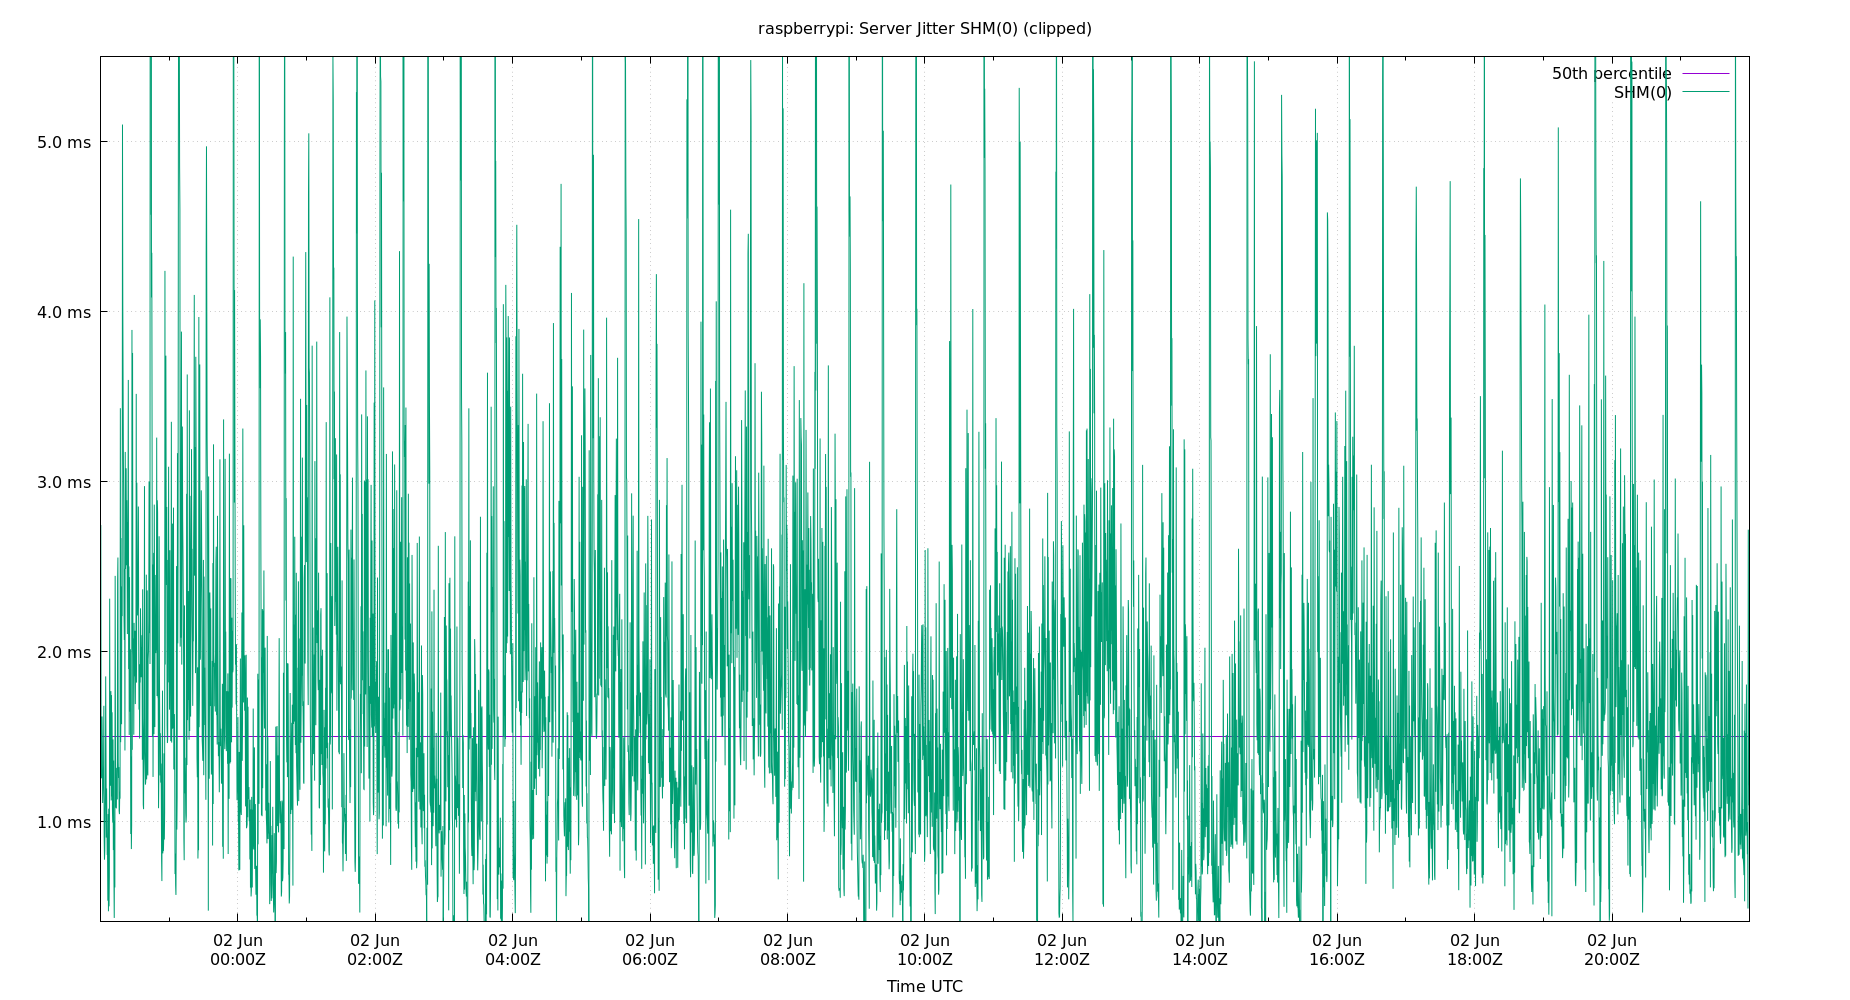 raspberrypi: Server Jitter SHM(0) (clipped)
50th percentile
SHM(0)
5.0 ms
4.0 ms
3.0 ms
2.0 ms
1.0 ms
02 Jun 02 Jun 02 Jun 02 Jun 02 Jun 02 Jun 02 Jun 02 Jun 02 Jun 02 Jun 02 Jun
00:00Z 02:00Z 04:00Z 06:00Z 08:00Z 10:00Z 12:00Z 14:00Z 16:00Z 18:00Z 20:00Z
Time UTC